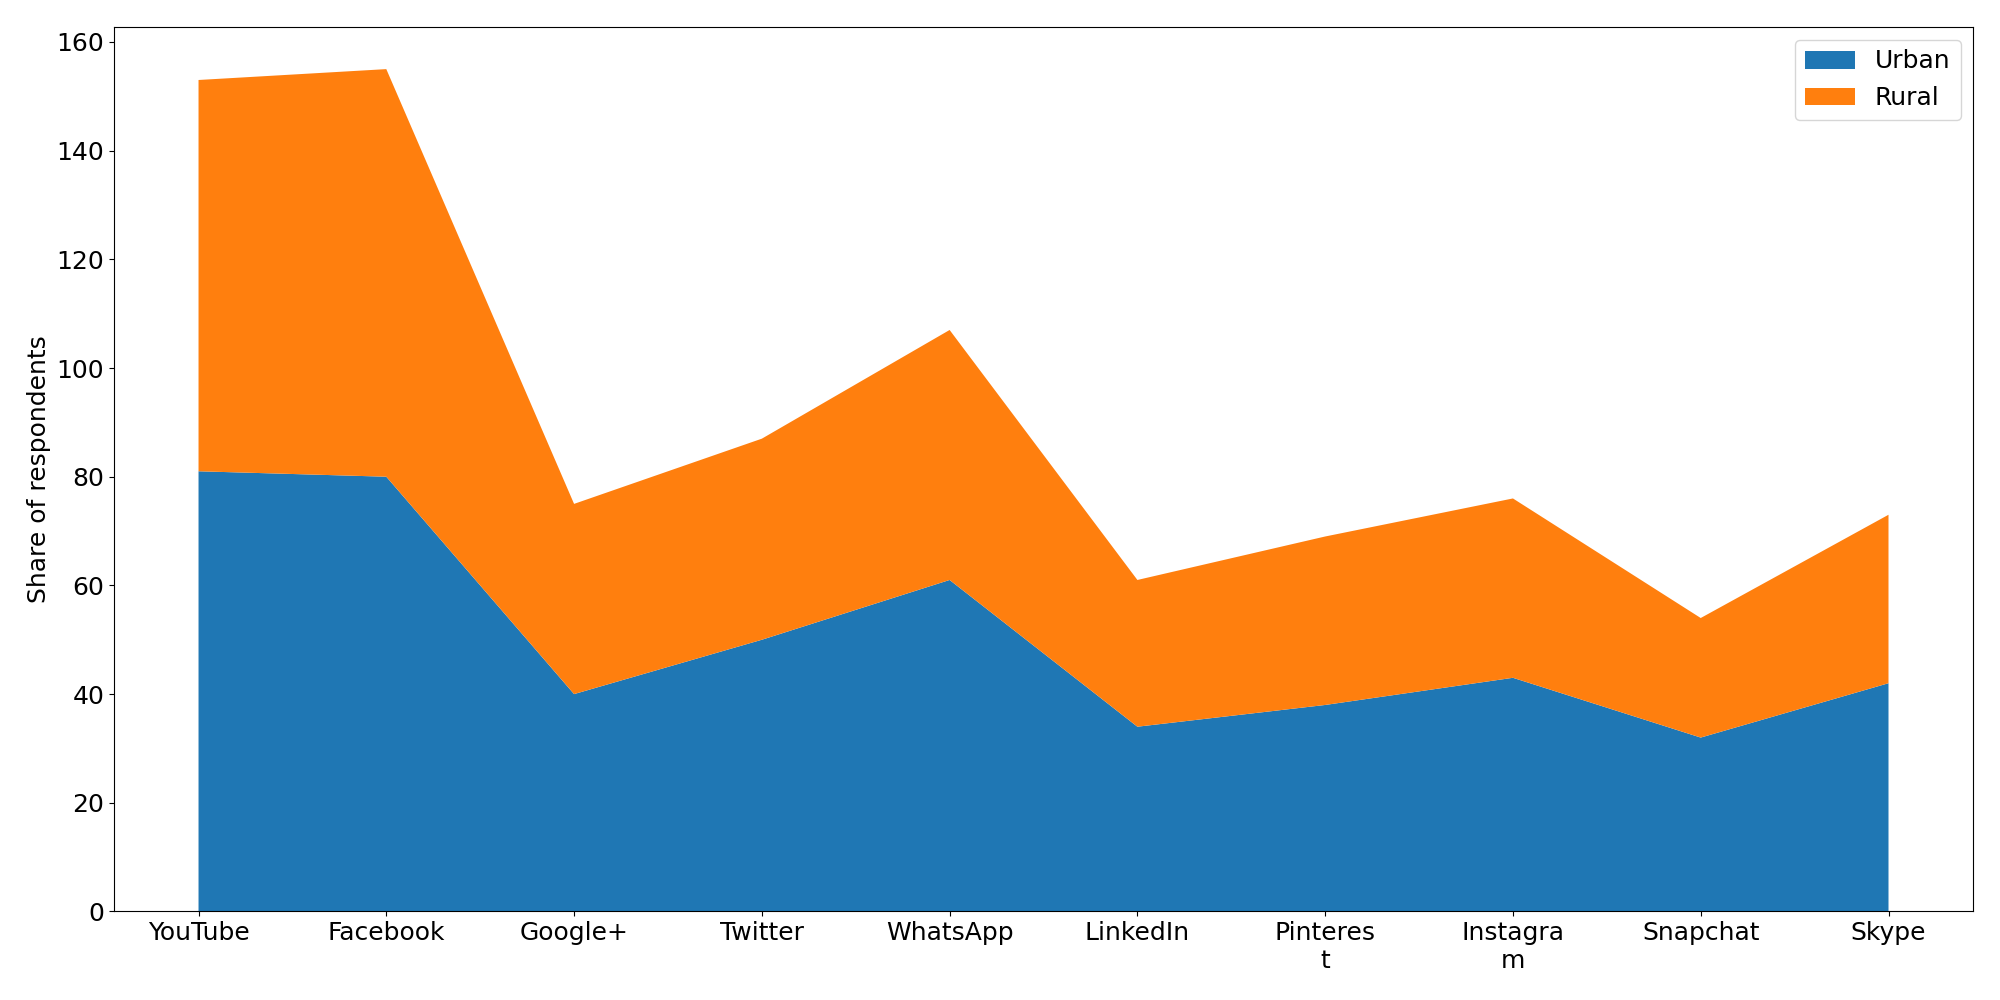 160
140
120
100
80
60
40
20
0
Share of respondents
Urban
Rural
YouTube
Facebook
Google+
Twitter
WhatsApp
LinkedIn
Pinteres
t
Instagra
m
Snapchat
Skype